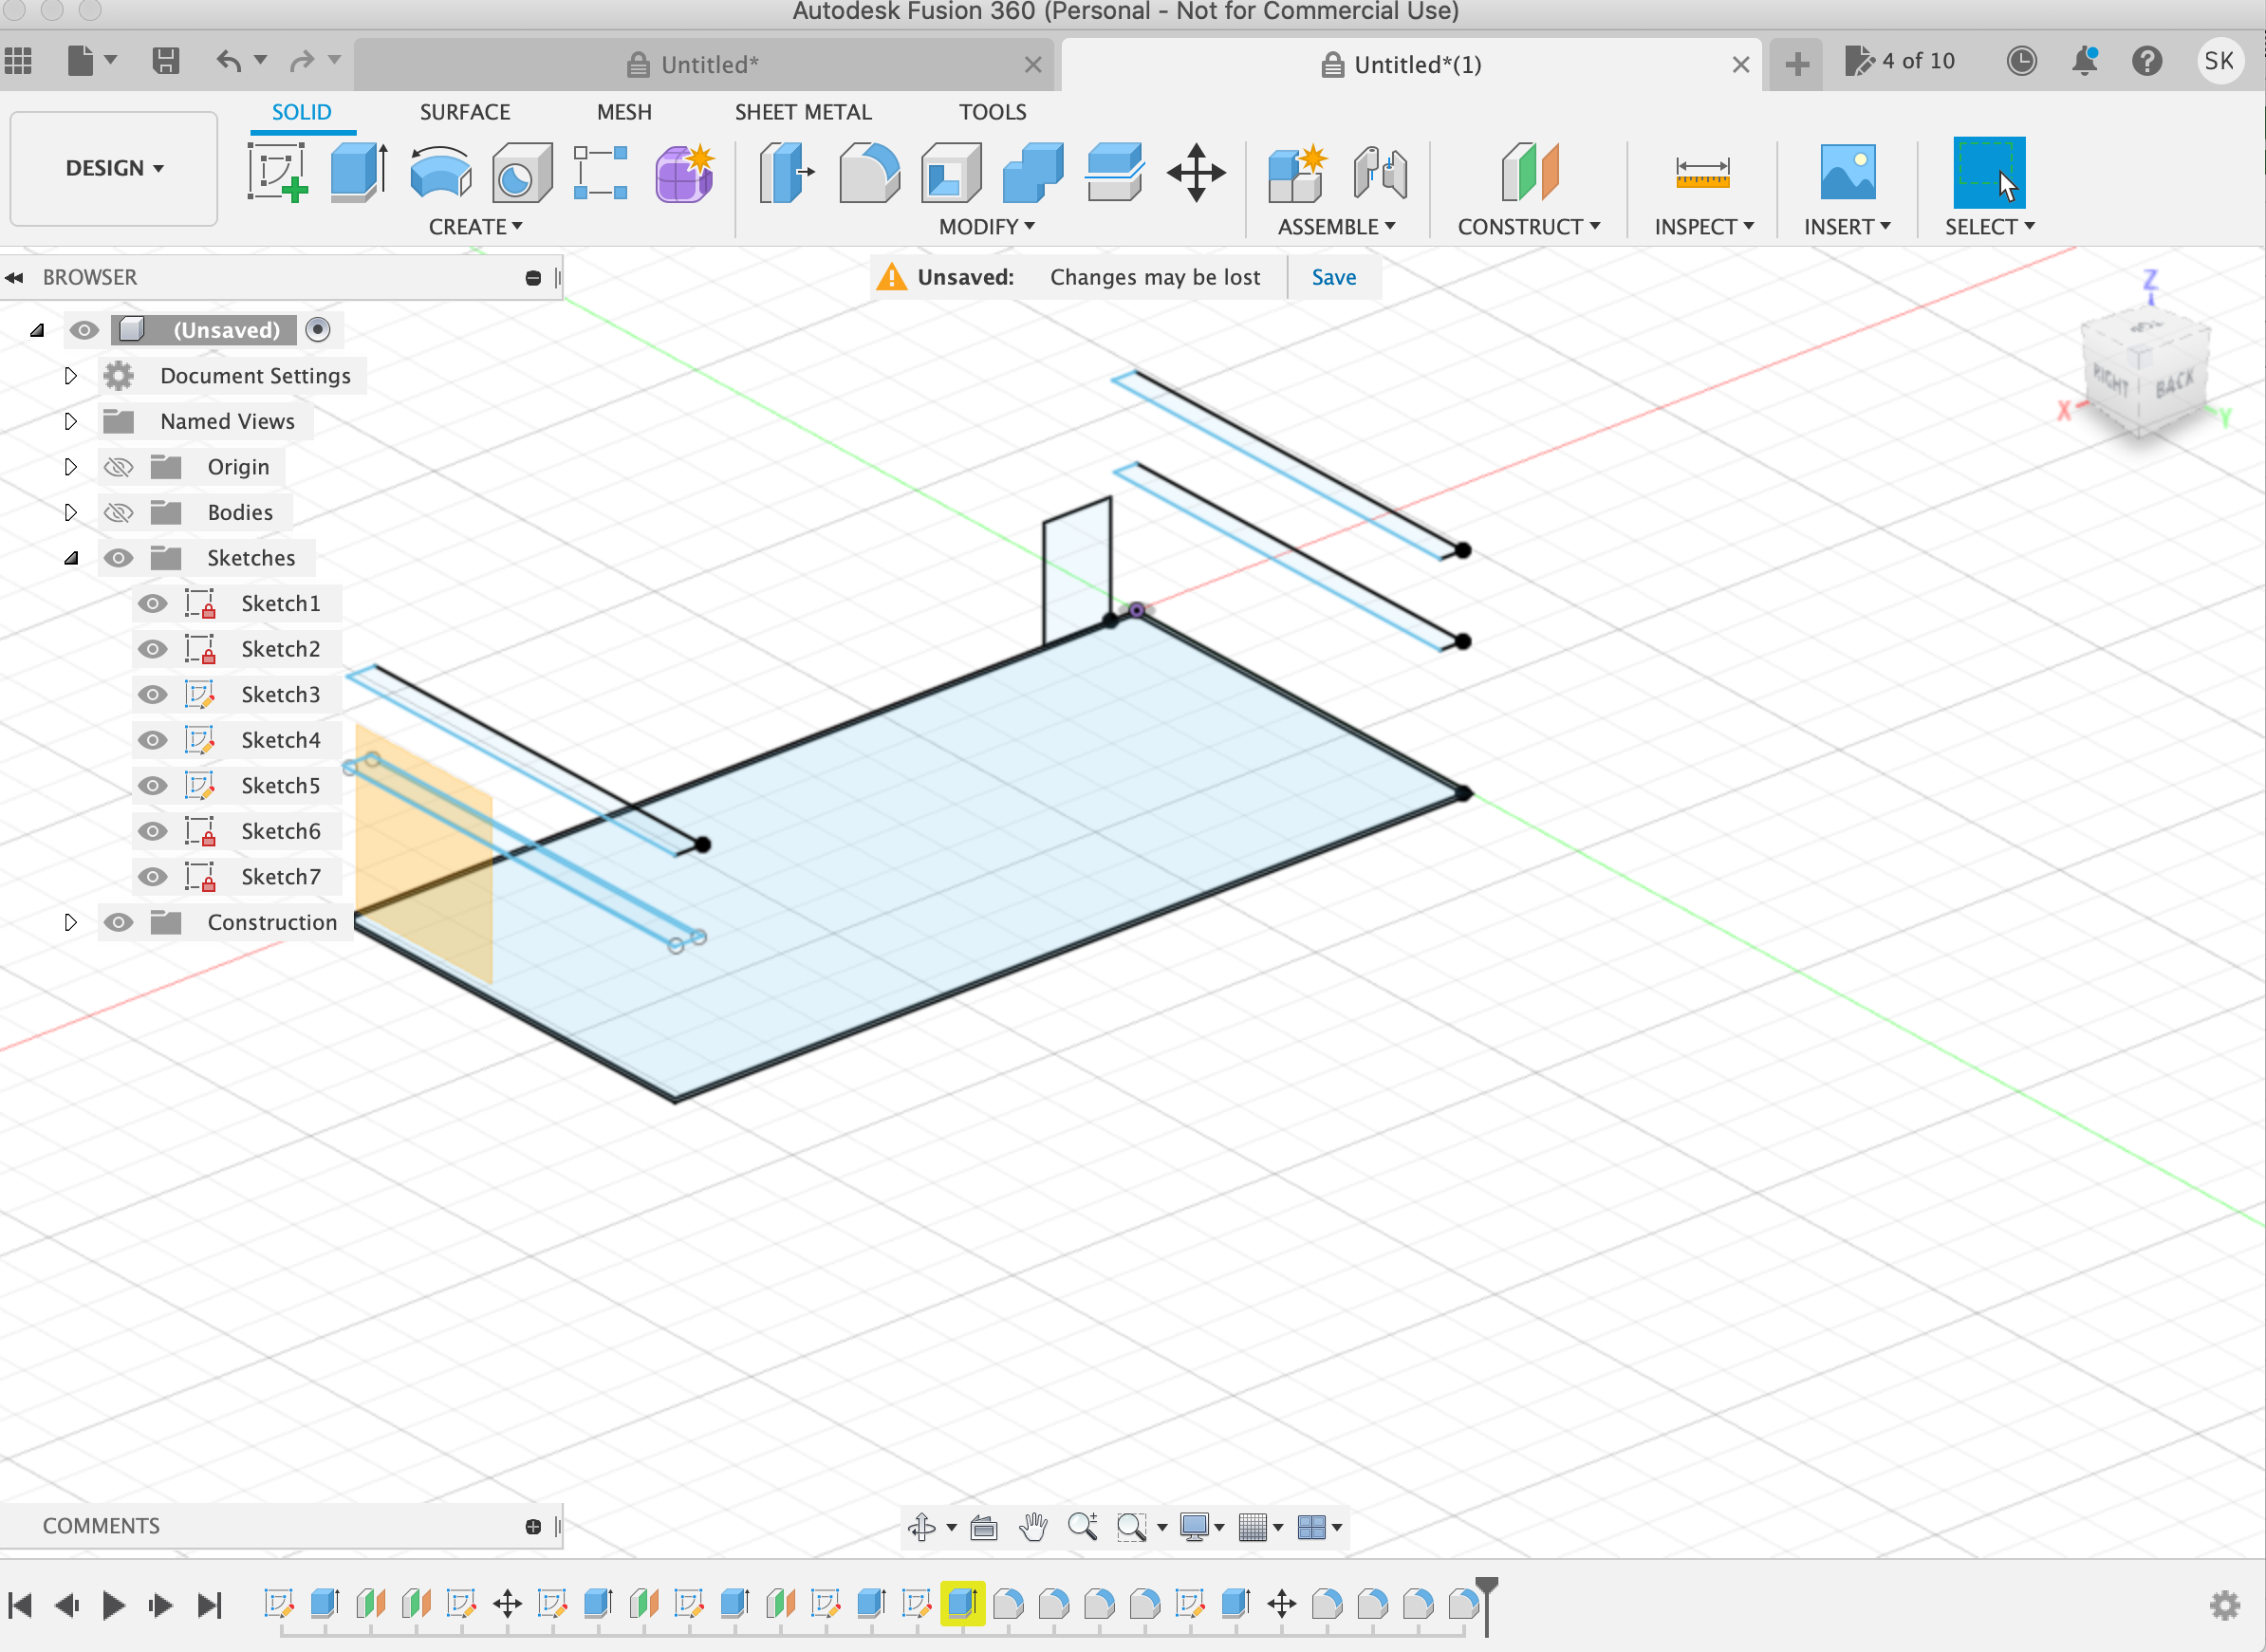 Autodesk Fusion 360 (Personal - Not for Commercial Use)
Untitled*
Untitled*(1)
4 of 10
SK
SOLID SURFACE MESH SHEET METAL TOOLS
DESIGN
CREATE MODIFY ASSEMBLE CONSTRUCT INSPECT INSERT SELECT
BROWSER
Unsaved: Changes may be lost Save
(Unsaved)
Document Settings
Named Views
Origin
Bodies
Sketches
Sketch1
Sketch2
Sketch3
Sketch4
Sketch5
Sketch6
Sketch7
Construction
Z
RIGHT BACK
X Y
COMMENTS